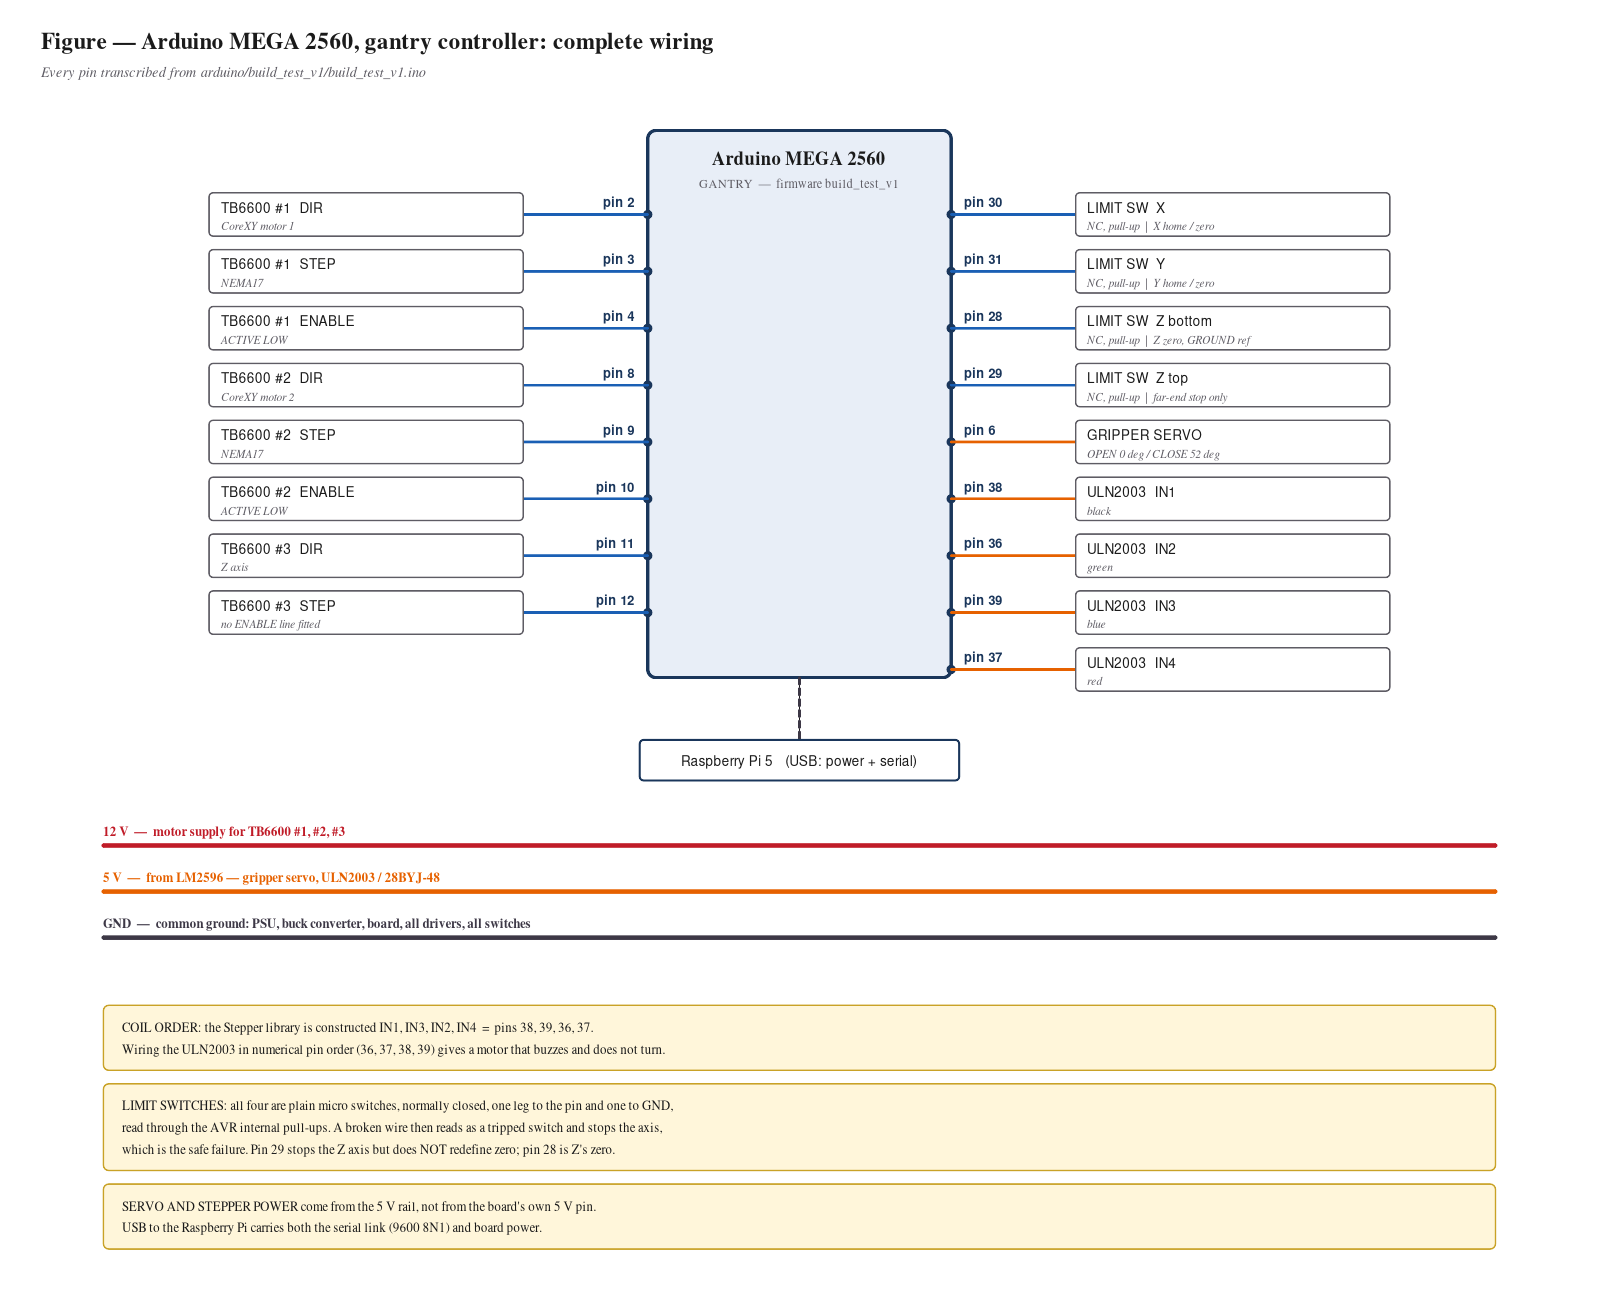 Figure — Arduino MEGA 2560, gantry controller: complete wiring
Every pin transcribed from arduino/build_test_v1/build_test_v1.ino
Arduino MEGA 2560
GANTRY — firmware build_test_v1
TB6600 #1 DIR
CoreXY motor 1
pin 2
TB6600 #1 STEP
NEMA17
pin 3
TB6600 #1 ENABLE
ACTIVE LOW
pin 4
TB6600 #2 DIR
CoreXY motor 2
pin 8
TB6600 #2 STEP
NEMA17
pin 9
TB6600 #2 ENABLE
ACTIVE LOW
pin 10
TB6600 #3 DIR
Z axis
pin 11
TB6600 #3 STEP
no ENABLE line fitted
pin 12
pin 30
LIMIT SW X
NC, pull-up | X home / zero
pin 31
LIMIT SW Y
NC, pull-up | Y home / zero
pin 28
LIMIT SW Z bottom
NC, pull-up | Z zero, GROUND ref
pin 29
LIMIT SW Z top
NC, pull-up | far-end stop only
pin 6
GRIPPER SERVO
OPEN 0 deg / CLOSE 52 deg
pin 38
ULN2003 IN1
black
pin 36
ULN2003 IN2
green
pin 39
ULN2003 IN3
blue
pin 37
ULN2003 IN4
red
Raspberry Pi 5 (USB: power + serial)
12 V — motor supply for TB6600 #1, #2, #3
5 V — from LM2596 — gripper servo, ULN2003 / 28BYJ-48
GND — common ground: PSU, buck converter, board, all drivers, all switches
COIL ORDER: the Stepper library is constructed IN1, IN3, IN2, IN4 = pins 38, 39, 36, 37.
Wiring the ULN2003 in numerical pin order (36, 37, 38, 39) gives a motor that buzzes and does not turn.
LIMIT SWITCHES: all four are plain micro switches, normally closed, one leg to the pin and one to GND,
read through the AVR internal pull-ups. A broken wire then reads as a tripped switch and stops the axis,
which is the safe failure. Pin 29 stops the Z axis but does NOT redefine zero; pin 28 is Z's zero.
SERVO AND STEPPER POWER come from the 5 V rail, not from the board's own 5 V pin.
USB to the Raspberry Pi carries both the serial link (9600 8N1) and board power.